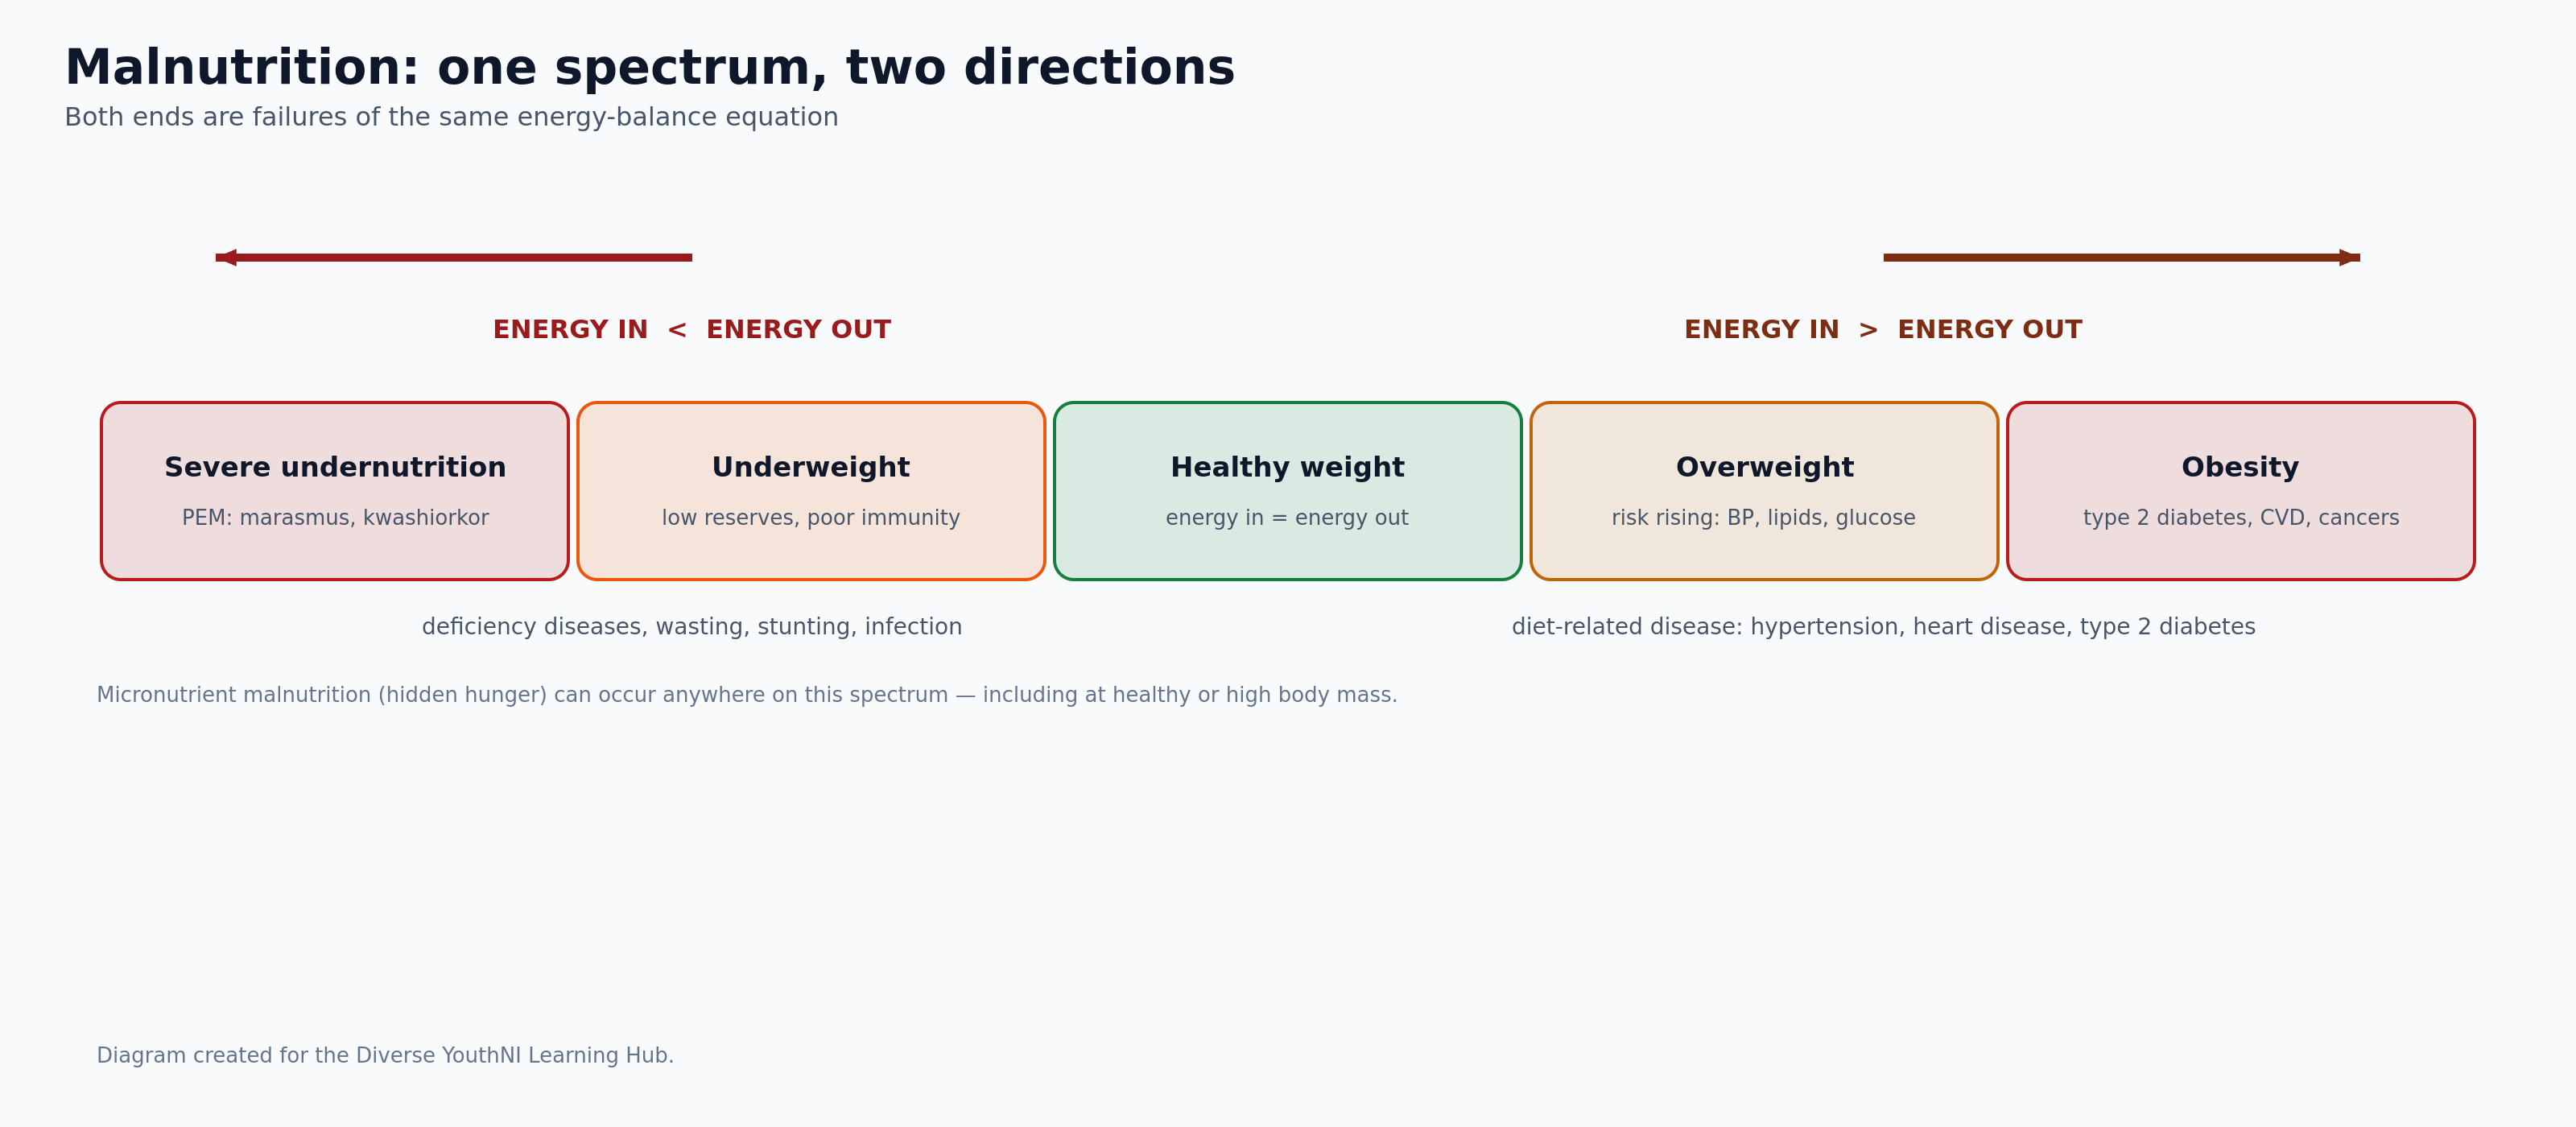 Malnutrition: one spectrum, two directions
Both ends are failures of the same energy-balance equation
ENERGY IN < ENERGY OUT
ENERGY IN > ENERGY OUT
Severe undernutrition
PEM: marasmus, kwashiorkor
Underweight
low reserves, poor immunity
Healthy weight
energy in = energy out
Overweight
risk rising: BP, lipids, glucose
Obesity
type 2 diabetes, CVD, cancers
deficiency diseases, wasting, stunting, infection
diet-related disease: hypertension, heart disease, type 2 diabetes
Micronutrient malnutrition (hidden hunger) can occur anywhere on this spectrum — including at healthy or high body mass.
Diagram created for the Diverse YouthNI Learning Hub.